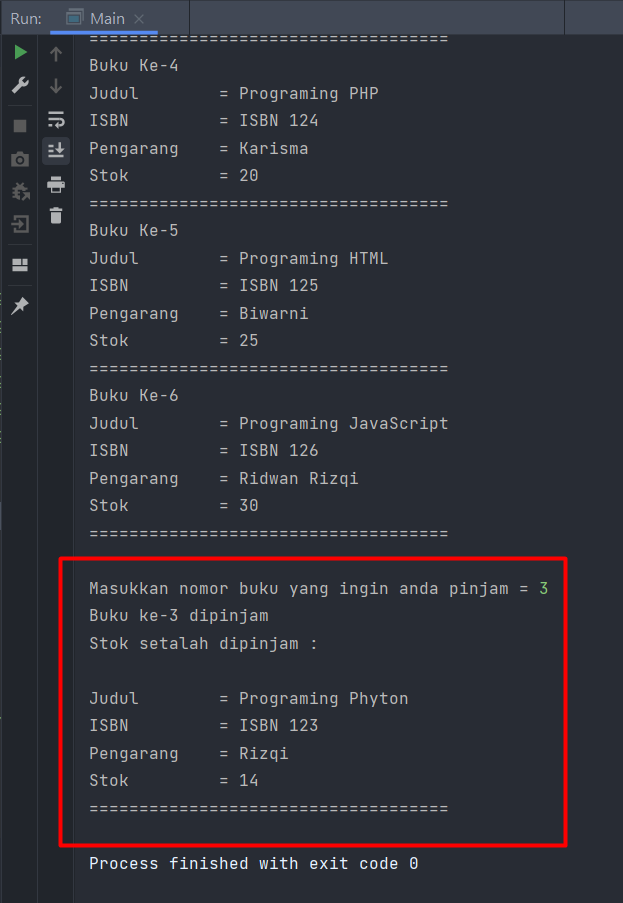 Run: Main
====================================
Buku Ke-4
Judul = Programing PHP
ISBN = ISBN 124
Pengarang = Karisma
Stok = 20
====================================
Buku Ke-5
Judul = Programing HTML
ISBN = ISBN 125
Pengarang = Biwarni
Stok = 25
====================================
Buku Ke-6
Judul = Programing JavaScript
ISBN = ISBN 126
Pengarang = Ridwan Rizqi
Stok = 30
====================================
Masukkan nomor buku yang ingin anda pinjam = 3
Buku ke-3 dipinjam
Stok setalah dipinjam :
Judul = Programing Phyton
ISBN = ISBN 123
Pengarang = Rizqi
Stok = 14
====================================
Process finished with exit code 0